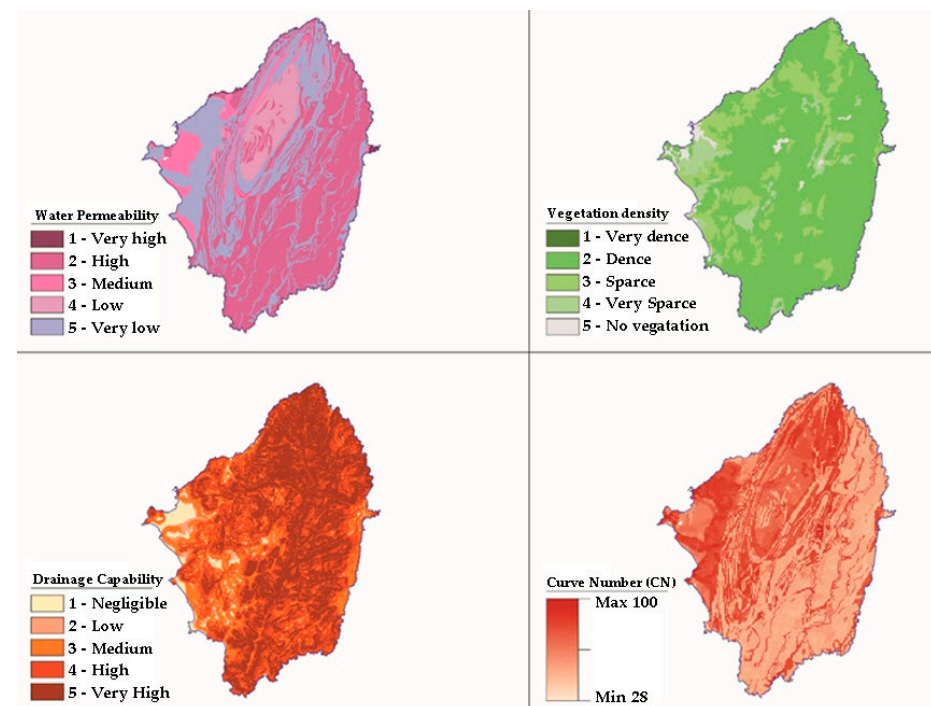 Water Permeability
1 - Very high
2 - High
3 - Medium
4 - Low
5 - Very low
Vegetation density
1 - Very dence
2 - Dence
3 - Sparce
4 - Very Sparce
5 - No vegatation
Drainage Capability
1 - Negligible
2 - Low
3 - Medium
4 - High
5 - Very High
Curve Number (CN)
Max 100
Min 28